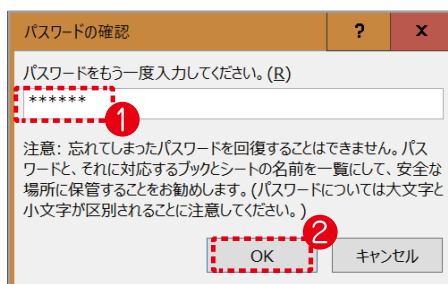 パスワードの確認 ? x
パスワードをもう一度入力してください。(R)
******
1
注意: 忘れてしまったパスワードを回復することはできません。パス
ワードと、それに対応するブックとシートの名前を一覧にして、安全な
場所に保管することをお勧めします。(パスワードについては大文字と
小文字が区別されることに注意してください。)
2
OK キャンセル